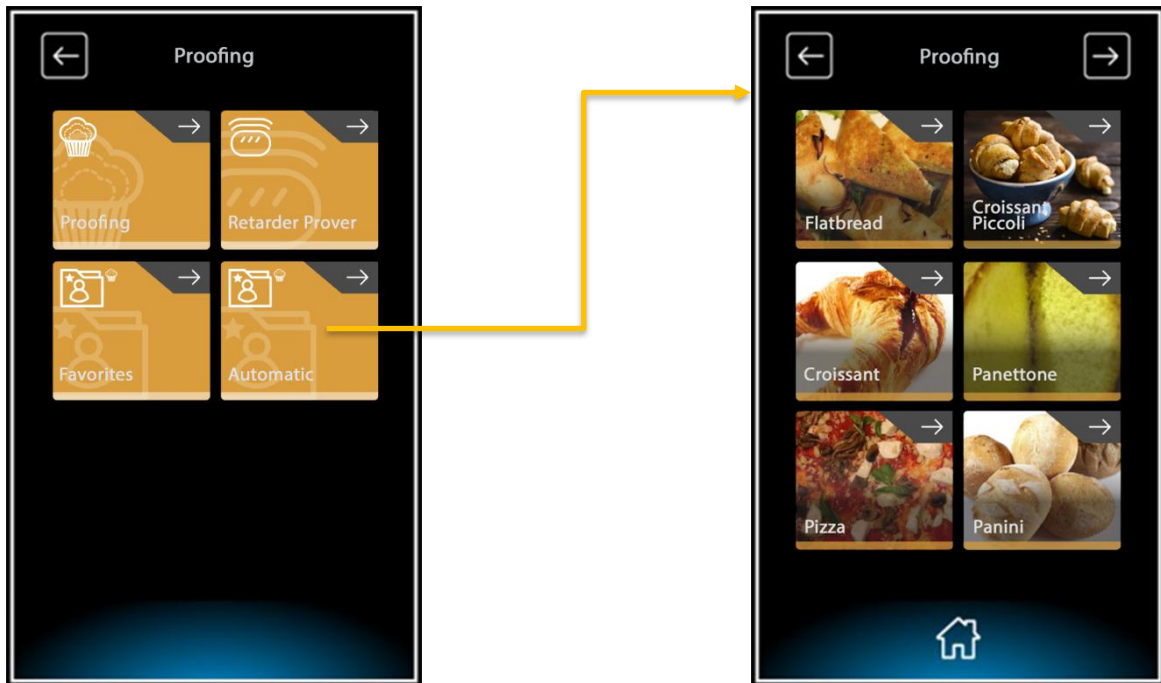 Proofing
Proofing
Retarder Prover
Favorites
Automatic
Proofing
Flatbread
Croissant
Piccoli
Croissant
Panettone
Pizza
Panini